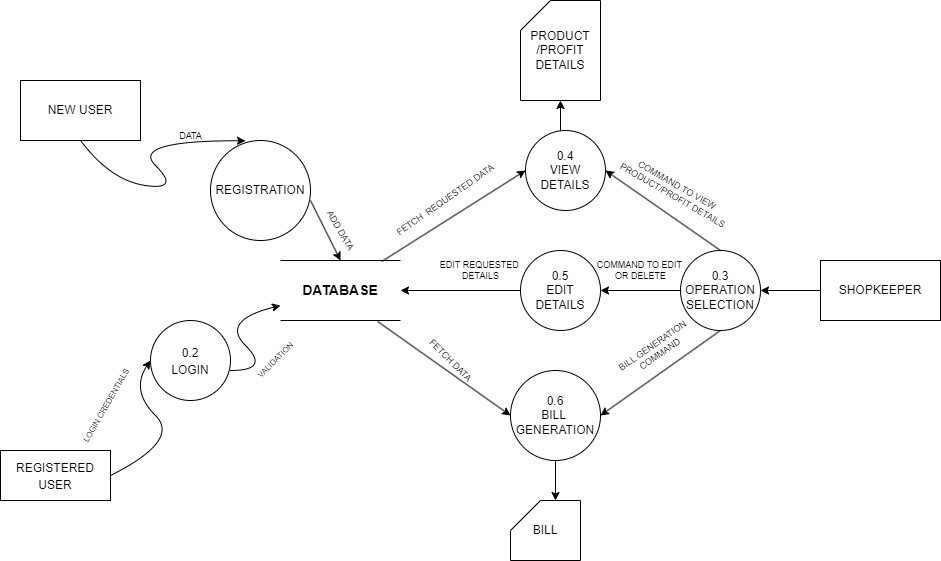 PRODUCT
/PROFIT
DETAILS
NEW USER
DATA
REGISTRATION
ADD DATA
FETCH REQUESTED DATA
0.4
VIEW
DETAILS
COMMAND TO VIEW
PRODUCT/PROFIT DETAILS
DATABASE
EDIT REQUESTED
DETAILS
0.5
EDIT
DETAILS
COMMAND TO EDIT
OR DELETE
0.3
OPERATION
SELECTION
SHOPKEEPER
0.2
LOGIN
VALIDATION
LOGIN CREDENTIALS
REGISTERED
USER
FETCH DATA
BILL GENERATION
COMMAND
0.6
BILL
GENERATION
BILL